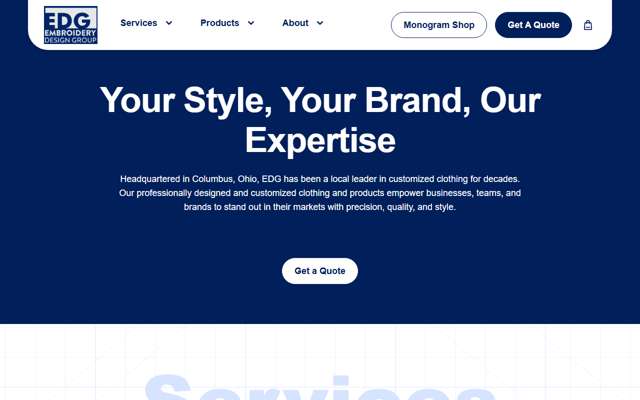 EDG
EMBROIDERY
DESIGN GROUP
Services
Products
About
Monogram Shop
Get A Quote
Your Style, Your Brand, Our
Expertise
Headquartered in Columbus, Ohio, EDG has been a local leader in customized clothing for decades.
Our professionally designed and customized clothing and products empower businesses, teams, and
brands to stand out in their markets with precision, quality, and style.
Get a Quote
Services